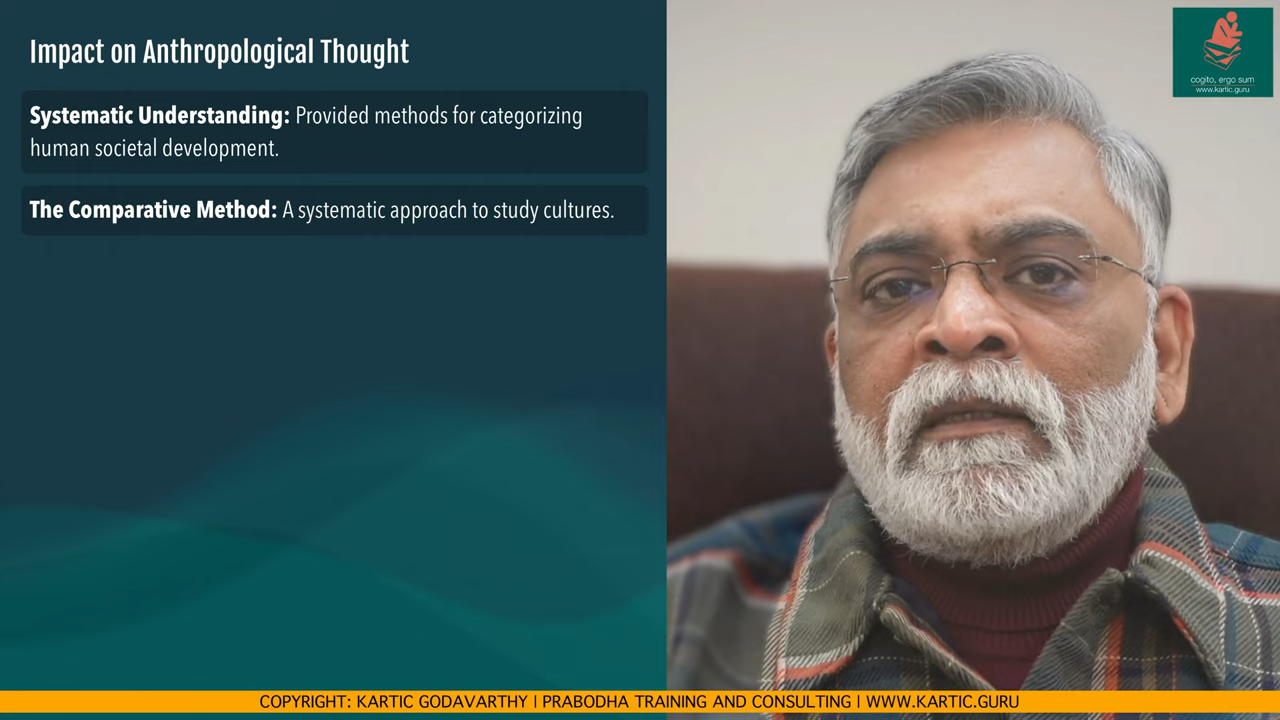 Impact on Anthropological Thought
Systematic Understanding: Provided methods for categorizing
human societal development.
The Comparative Method: A systematic approach to study cultures.
cogito, ergo sum
www.kartic.guru
COPYRIGHT: KARTIC GODAVARTHY | PRABODHA TRAINING AND CONSULTING | WWW.KARTIC.GURU